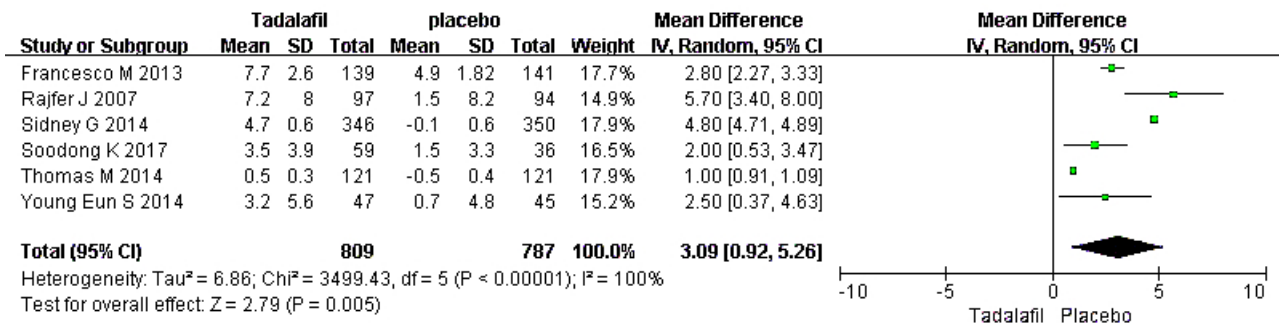 Tadalafil placebo Mean Difference Mean Difference
Study or Subgroup Mean SD Total Mean SD Total Weight IV, Random, 95% CI IV, Random, 95% CI
Francesco M 2013 7.7 2.6 139 4.9 1.82 141 17.7% 2.80 [2.27, 3.33]
Rajfer J 2007 7.2 8 97 1.5 8.2 94 14.9% 5.70 [3.40, 8.00]
Sidney G 2014 4.7 0.6 346 -0.1 0.6 350 17.9% 4.80 [4.71, 4.89]
Soodong K 2017 3.5 3.9 59 1.5 3.3 36 16.5% 2.00 [0.53, 3.47]
Thomas M 2014 0.5 0.3 121 -0.5 0.4 121 17.9% 1.00 [0.91, 1.09]
Young Eun S 2014 3.2 5.6 47 0.7 4.8 45 15.2% 2.50 [0.37, 4.63]
Total (95% CI) 809 787 100.0% 3.09 [0.92, 5.26]
Heterogeneity: Tau² = 6.86; Chi² = 3499.43, df = 5 (P < 0.00001); I² = 100%
Test for overall effect: Z = 2.79 (P = 0.005)
-10 -5 0 5 10
Tadalafil Placebo